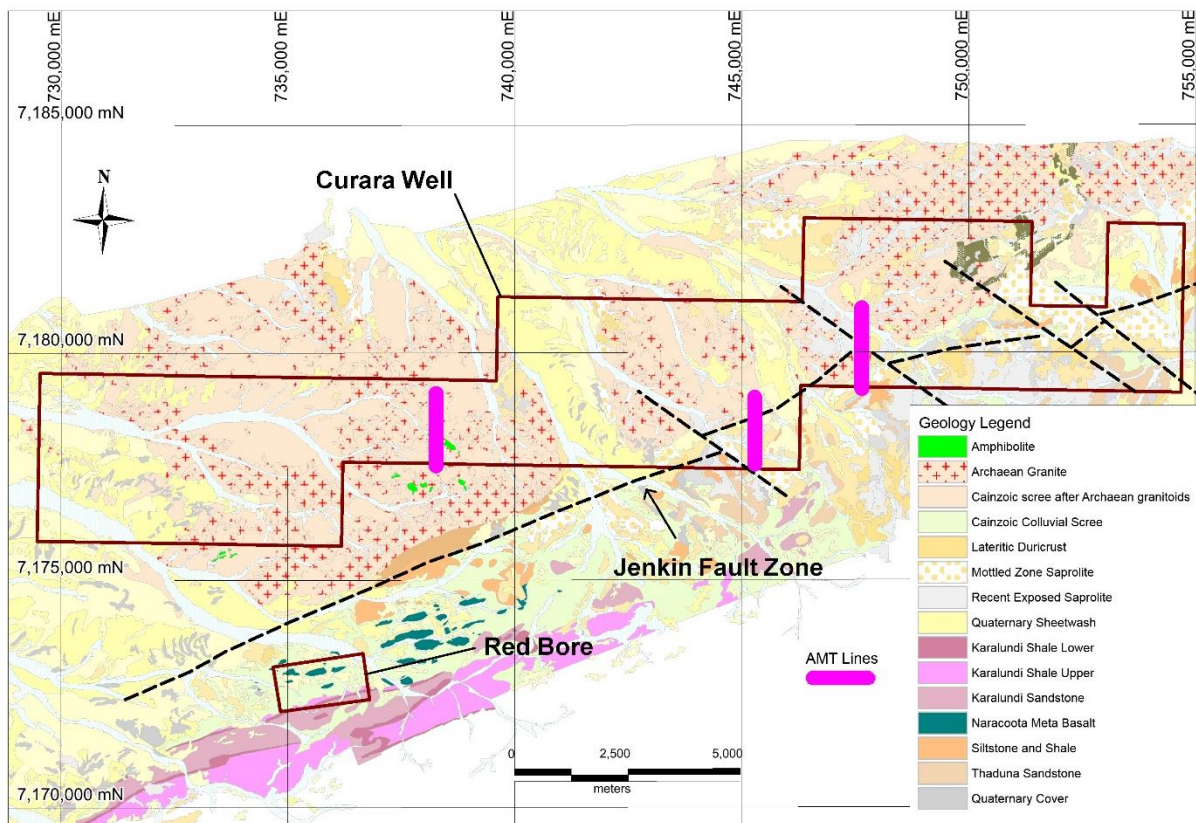 730,000 mE
735,000 mE
740,000 mE
745,000 mE
750,000 mE
755,000 mE
7,185,000 mN
Curara Well
N
7,180,000 mN
Geology Legend
Amphibolite
Archaean Granite
Cainzoic scree after Archaean granitoids
Cainzoic Colluvial Scree
Lateritic Duricrust
Mottled Zone Saprolite
Recent Exposed Saprolite
Quaternary Sheetwash
Karalundi Shale Lower
Karalundi Shale Upper
Karalundi Sandstone
Naracoota Meta Basalt
Siltstone and Shale
Thaduna Sandstone
Quaternary Cover
7,175,000 mN
Jenkin Fault Zone
Red Bore
AMT Lines
0
2,500
5,000
meters
7,170,000 mN